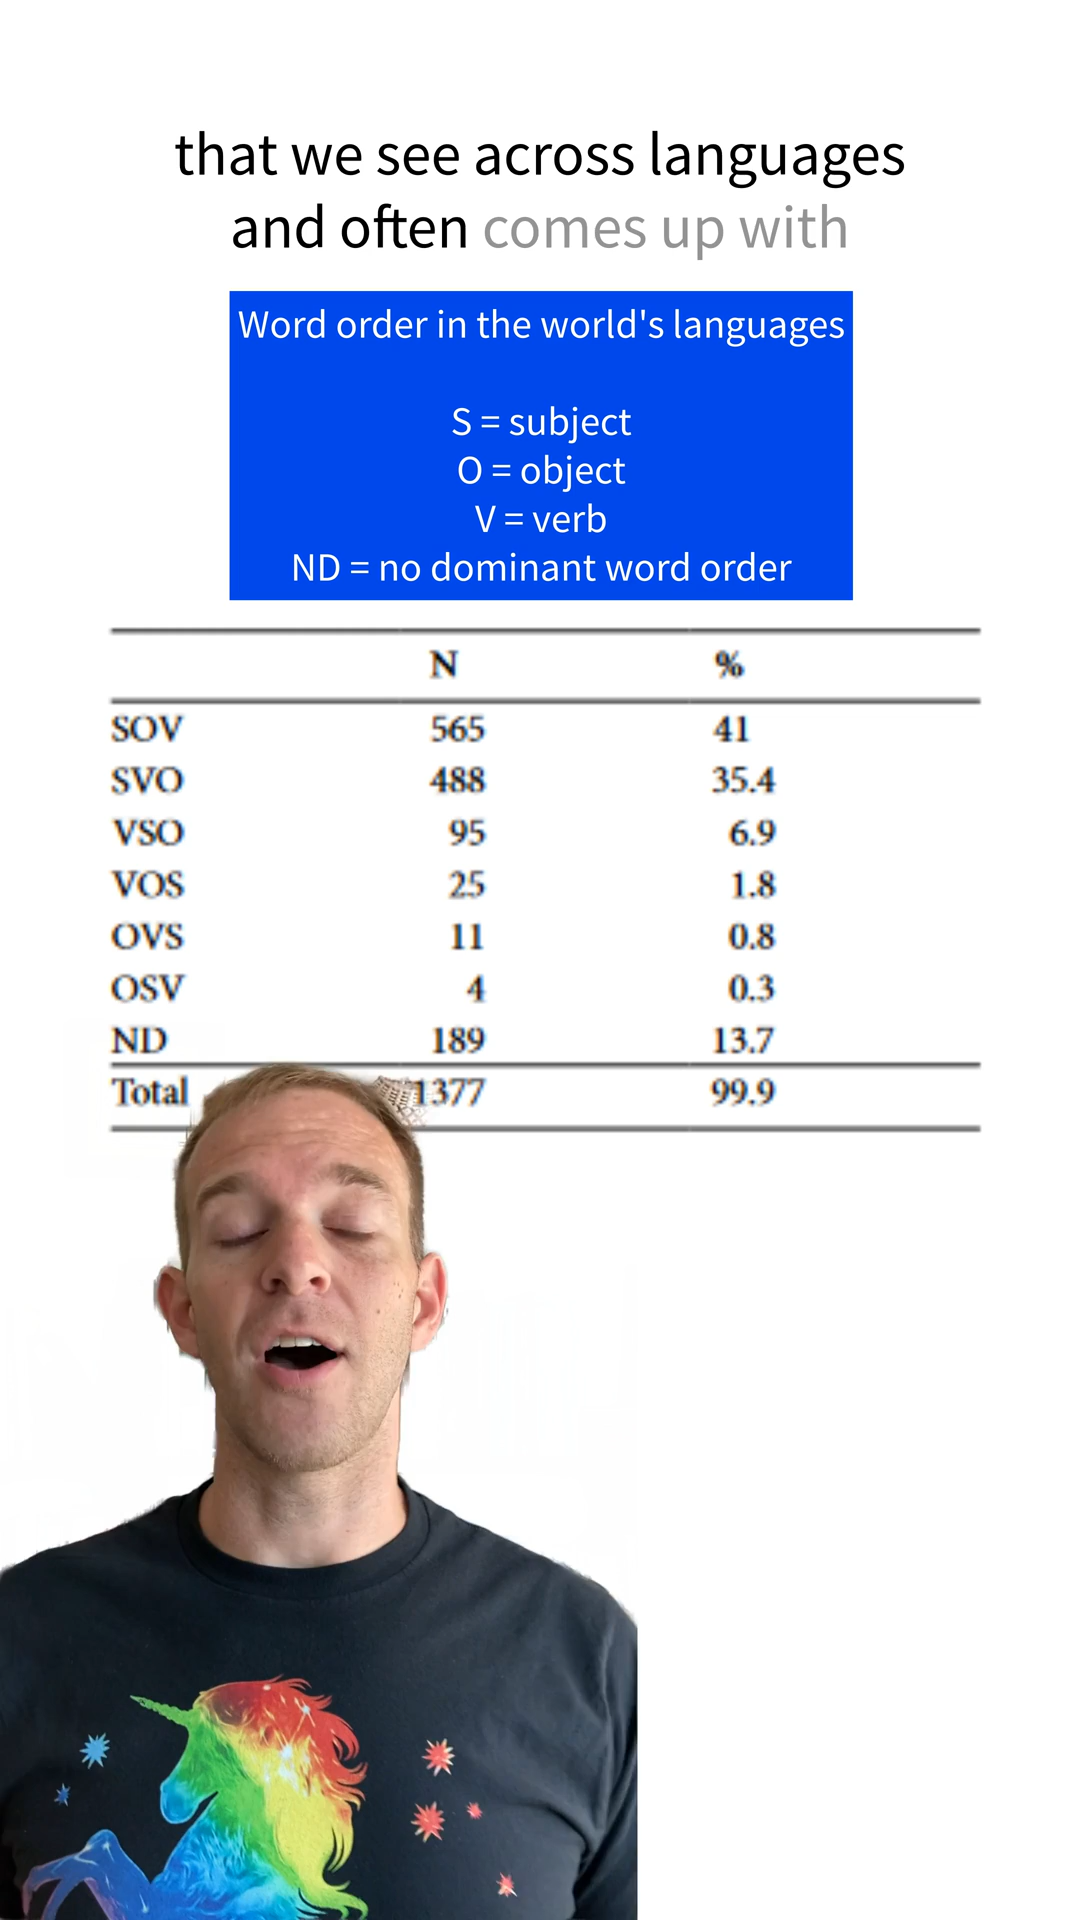 that we see across languages
and often comes up with
Word order in the world's languages
S = subject
O = object
V = verb
ND = no dominant word order
N %
SOV 565 41
SVO 488 35.4
VSO 95 6.9
VOS 25 1.8
OVS 11 0.8
OSV 4 0.3
ND 189 13.7
Total 1377 99.9